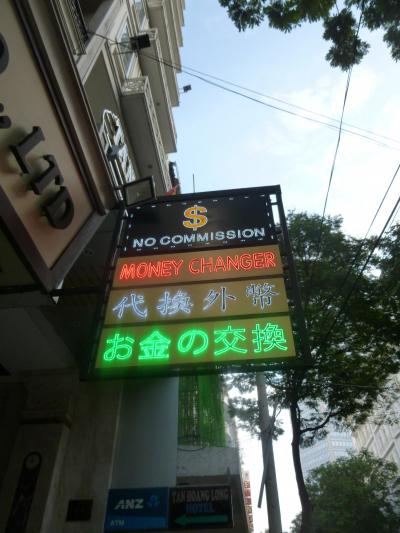 LTD
$
NO COMMISSION
MONEY CHANGER
代換外幣
お金の交換
ANZ
ATM
TAN HOANG LONG
HOTEL